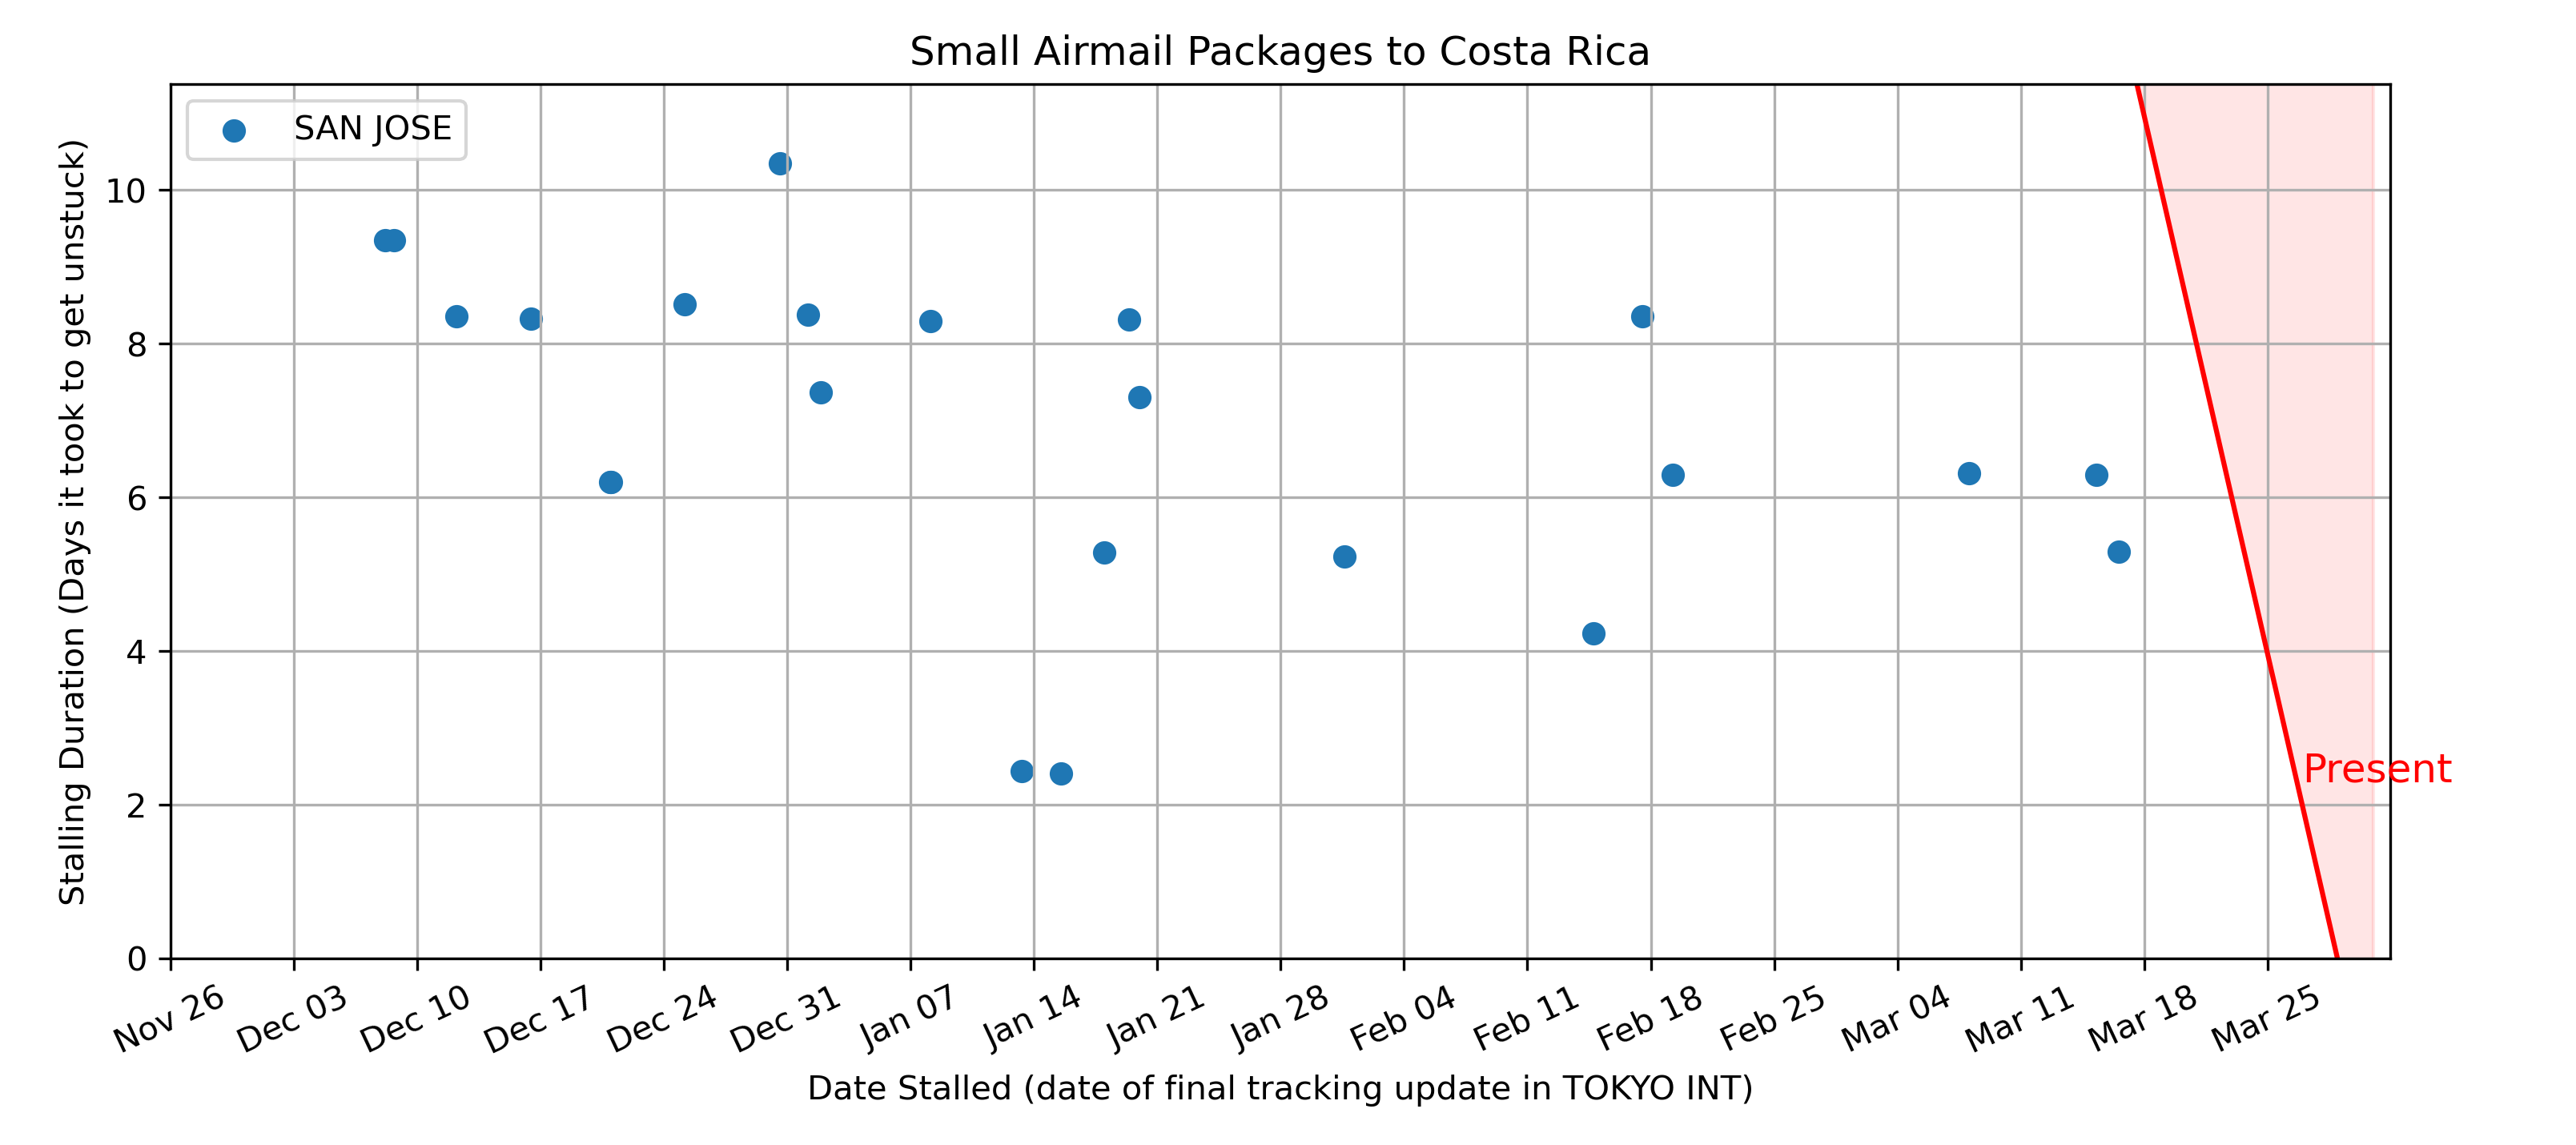 Small Airmail Packages to Costa Rica
SAN JOSE
Stalling Duration (Days it took to get unstuck)
10
8
6
4
2
0
Present
Nov 26
Dec 03
Dec 10
Dec 17
Dec 24
Dec 31
Jan 07
Jan 14
Jan 21
Jan 28
Feb 04
Feb 11
Feb 18
Feb 25
Mar 04
Mar 11
Mar 18
Mar 25
Date Stalled (date of final tracking update in TOKYO INT)